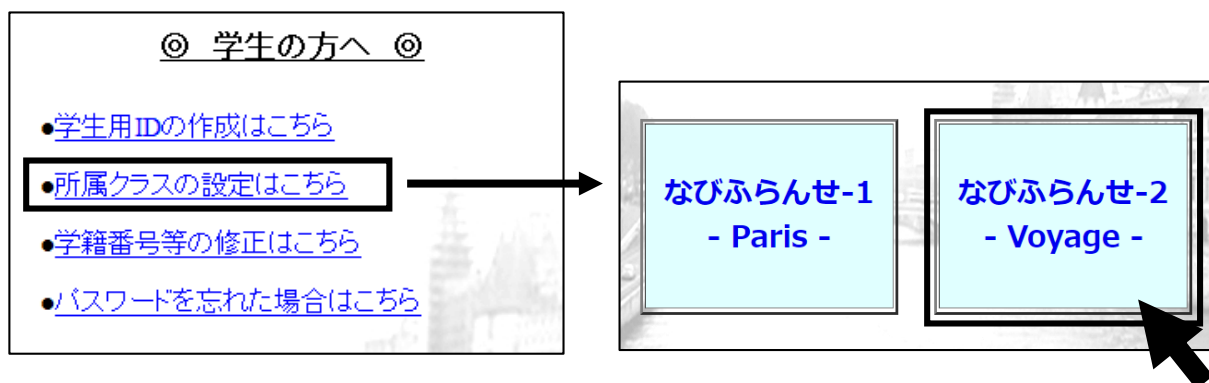 ◎ 学生の方へ ◎
●学生用IDの作成はこちら
●所属クラスの設定はこちら
●学籍番号等の修正はこちら
●パスワードを忘れた場合はこちら
なびふらんせ-1
- Paris -
なびふらんせ-2
- Voyage -